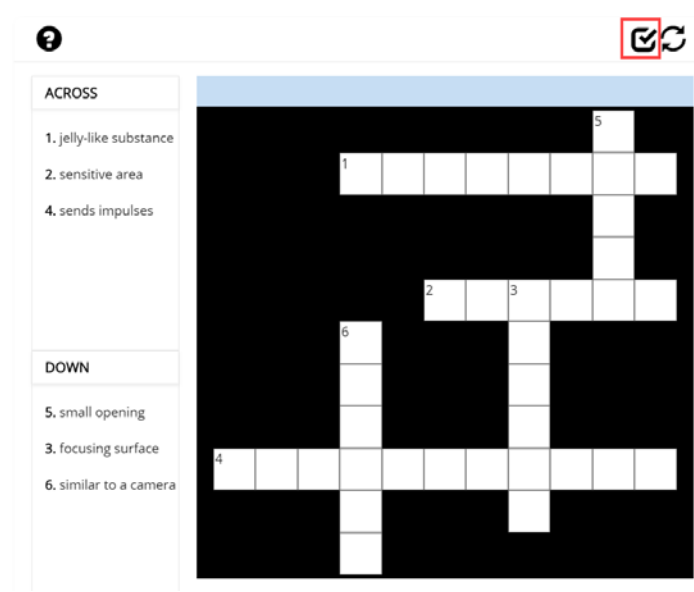 ?
ACROSS
1. jelly-like substance
2. sensitive area
4. sends impulses
DOWN
5. small opening
3. focusing surface
6. similar to a camera
5
1
2 3
6
4